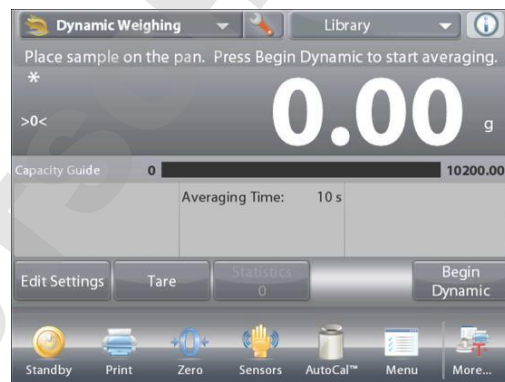 Dynamic Weighing Library
Place sample on the pan. Press Begin Dynamic to start averaging.
*
0.00 g
>0<
Capacity Guide 0 10200.00
Averaging Time: 10 s
Edit Settings Tare Statistics 0 Begin Dynamic
Standby Print Zero Sensors AutoCal™ Menu More...